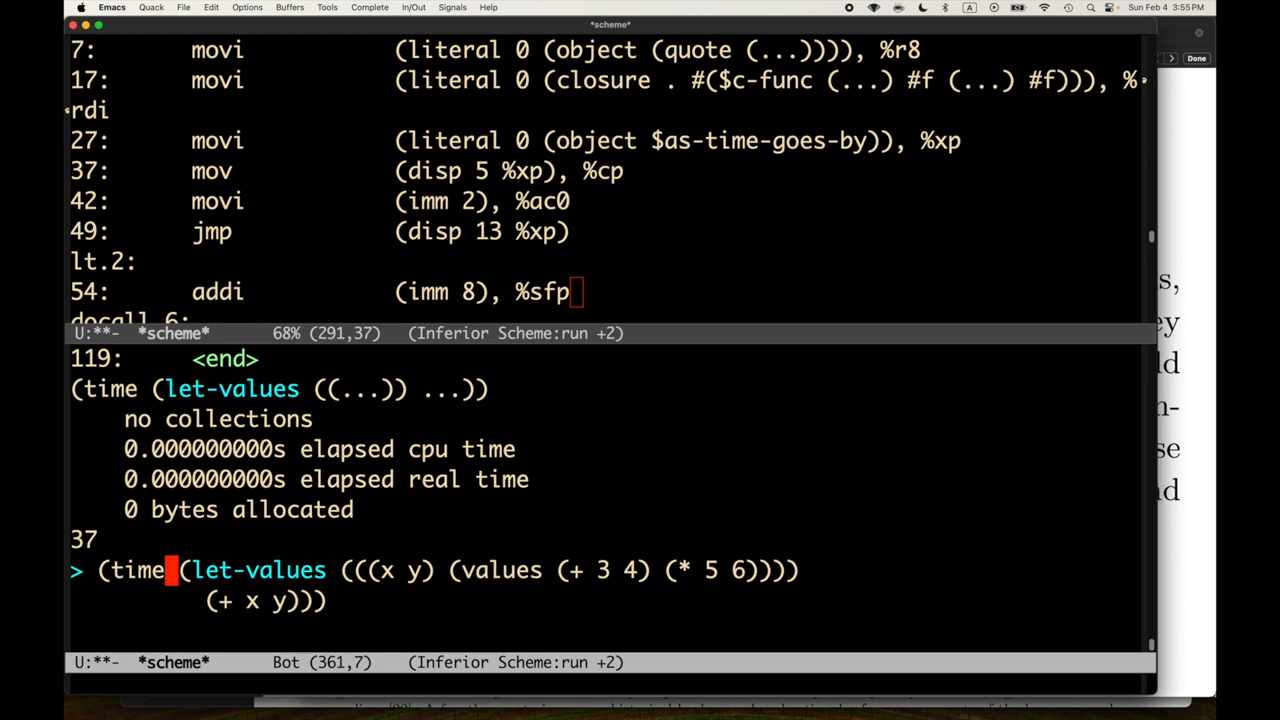 Emacs Quack File Edit Options Buffers Tools Complete In/Out Signals Help Sun Feb 4 3:55 PM
*scheme*
Done
7: movi (literal 0 (object (quote (...)))), %r8
17: movi (literal 0 (closure . #($c-func (...) #f (...) #f))), %
rdi
27: movi (literal 0 (object $as-time-goes-by)), %xp
37: mov (disp 5 %xp), %cp
42: movi (imm 2), %ac0
49: jmp (disp 13 %xp)
lt.2:
54: addi (imm 8), %sfp
docall.6:
U:**- *scheme* 68% (291,37) (Inferior Scheme:run +2)
119: <end>
(time (let-values ((...)) ...))
no collections
0.000000000s elapsed cpu time
0.000000000s elapsed real time
0 bytes allocated
37
> (time (let-values (((x y) (values (+ 3 4) (* 5 6))))
(+ x y)))
U:**- *scheme* Bot (361,7) (Inferior Scheme:run +2)